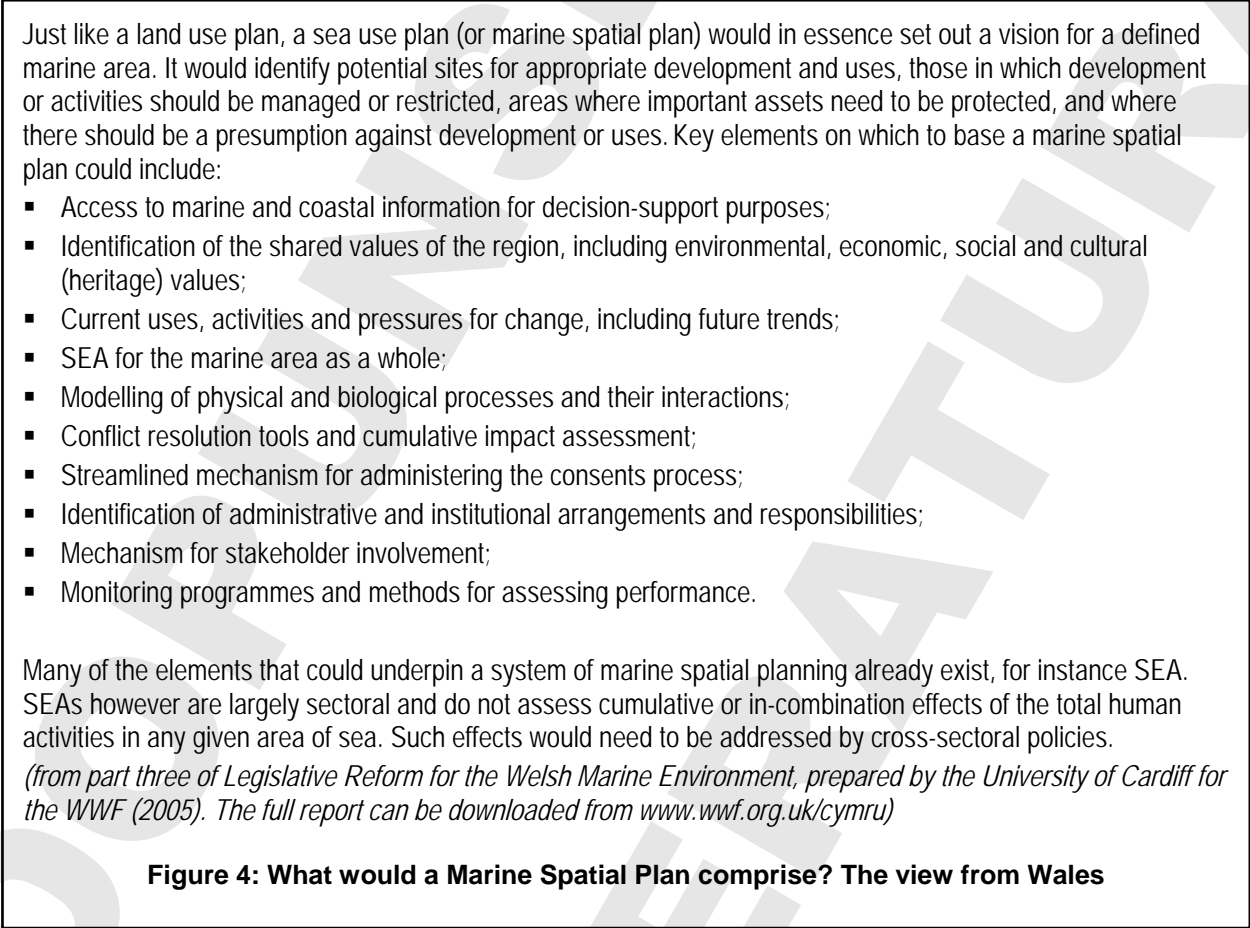 Just like a land use plan, a sea use plan (or marine spatial plan) would in essence set out a vision for a defined
marine area. It would identify potential sites for appropriate development and uses, those in which development
or activities should be managed or restricted, areas where important assets need to be protected, and where
there should be a presumption against development or uses. Key elements on which to base a marine spatial
plan could include:
▪ Access to marine and coastal information for decision-support purposes;
▪ Identification of the shared values of the region, including environmental, economic, social and cultural
(heritage) values;
▪ Current uses, activities and pressures for change, including future trends;
▪ SEA for the marine area as a whole;
▪ Modelling of physical and biological processes and their interactions;
▪ Conflict resolution tools and cumulative impact assessment;
▪ Streamlined mechanism for administering the consents process;
▪ Identification of administrative and institutional arrangements and responsibilities;
▪ Mechanism for stakeholder involvement;
▪ Monitoring programmes and methods for assessing performance.
Many of the elements that could underpin a system of marine spatial planning already exist, for instance SEA.
SEAs however are largely sectoral and do not assess cumulative or in-combination effects of the total human
activities in any given area of sea. Such effects would need to be addressed by cross-sectoral policies.
(from part three of Legislative Reform for the Welsh Marine Environment, prepared by the University of Cardiff for
the WWF (2005). The full report can be downloaded from www.wwf.org.uk/cymru)
Figure 4: What would a Marine Spatial Plan comprise? The view from Wales